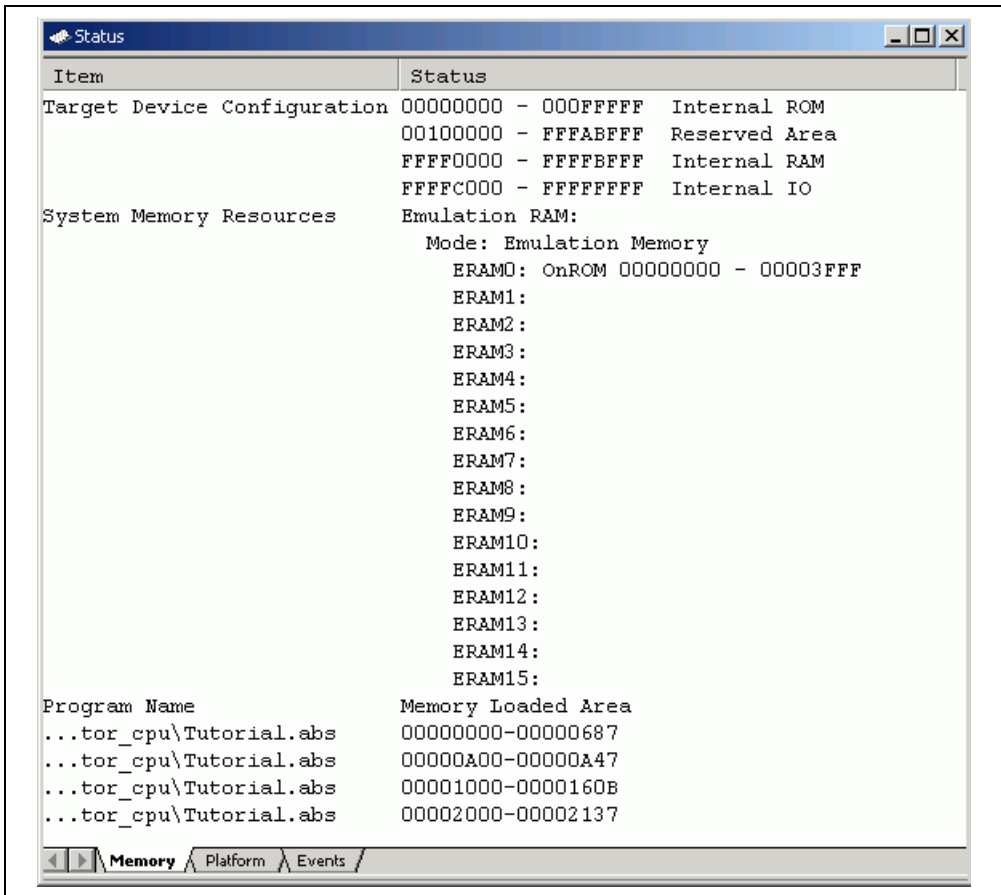 Status
Item Status
Target Device Configuration 00000000 - 000FFFFF Internal ROM
00100000 - FFFABFFF Reserved Area
FFFF0000 - FFFFBFFF Internal RAM
FFFFC000 - FFFFFFFF Internal IO
System Memory Resources Emulation RAM:
Mode: Emulation Memory
ERAM0: OnROM 00000000 - 00003FFF
ERAM1:
ERAM2:
ERAM3:
ERAM4:
ERAM5:
ERAM6:
ERAM7:
ERAM8:
ERAM9:
ERAM10:
ERAM11:
ERAM12:
ERAM13:
ERAM14:
ERAM15:
Program Name Memory Loaded Area
...tor_cpu\Tutorial.abs 00000000-00000687
...tor_cpu\Tutorial.abs 00000A00-00000A47
...tor_cpu\Tutorial.abs 00001000-0000160B
...tor_cpu\Tutorial.abs 00002000-00002137
Memory Platform Events